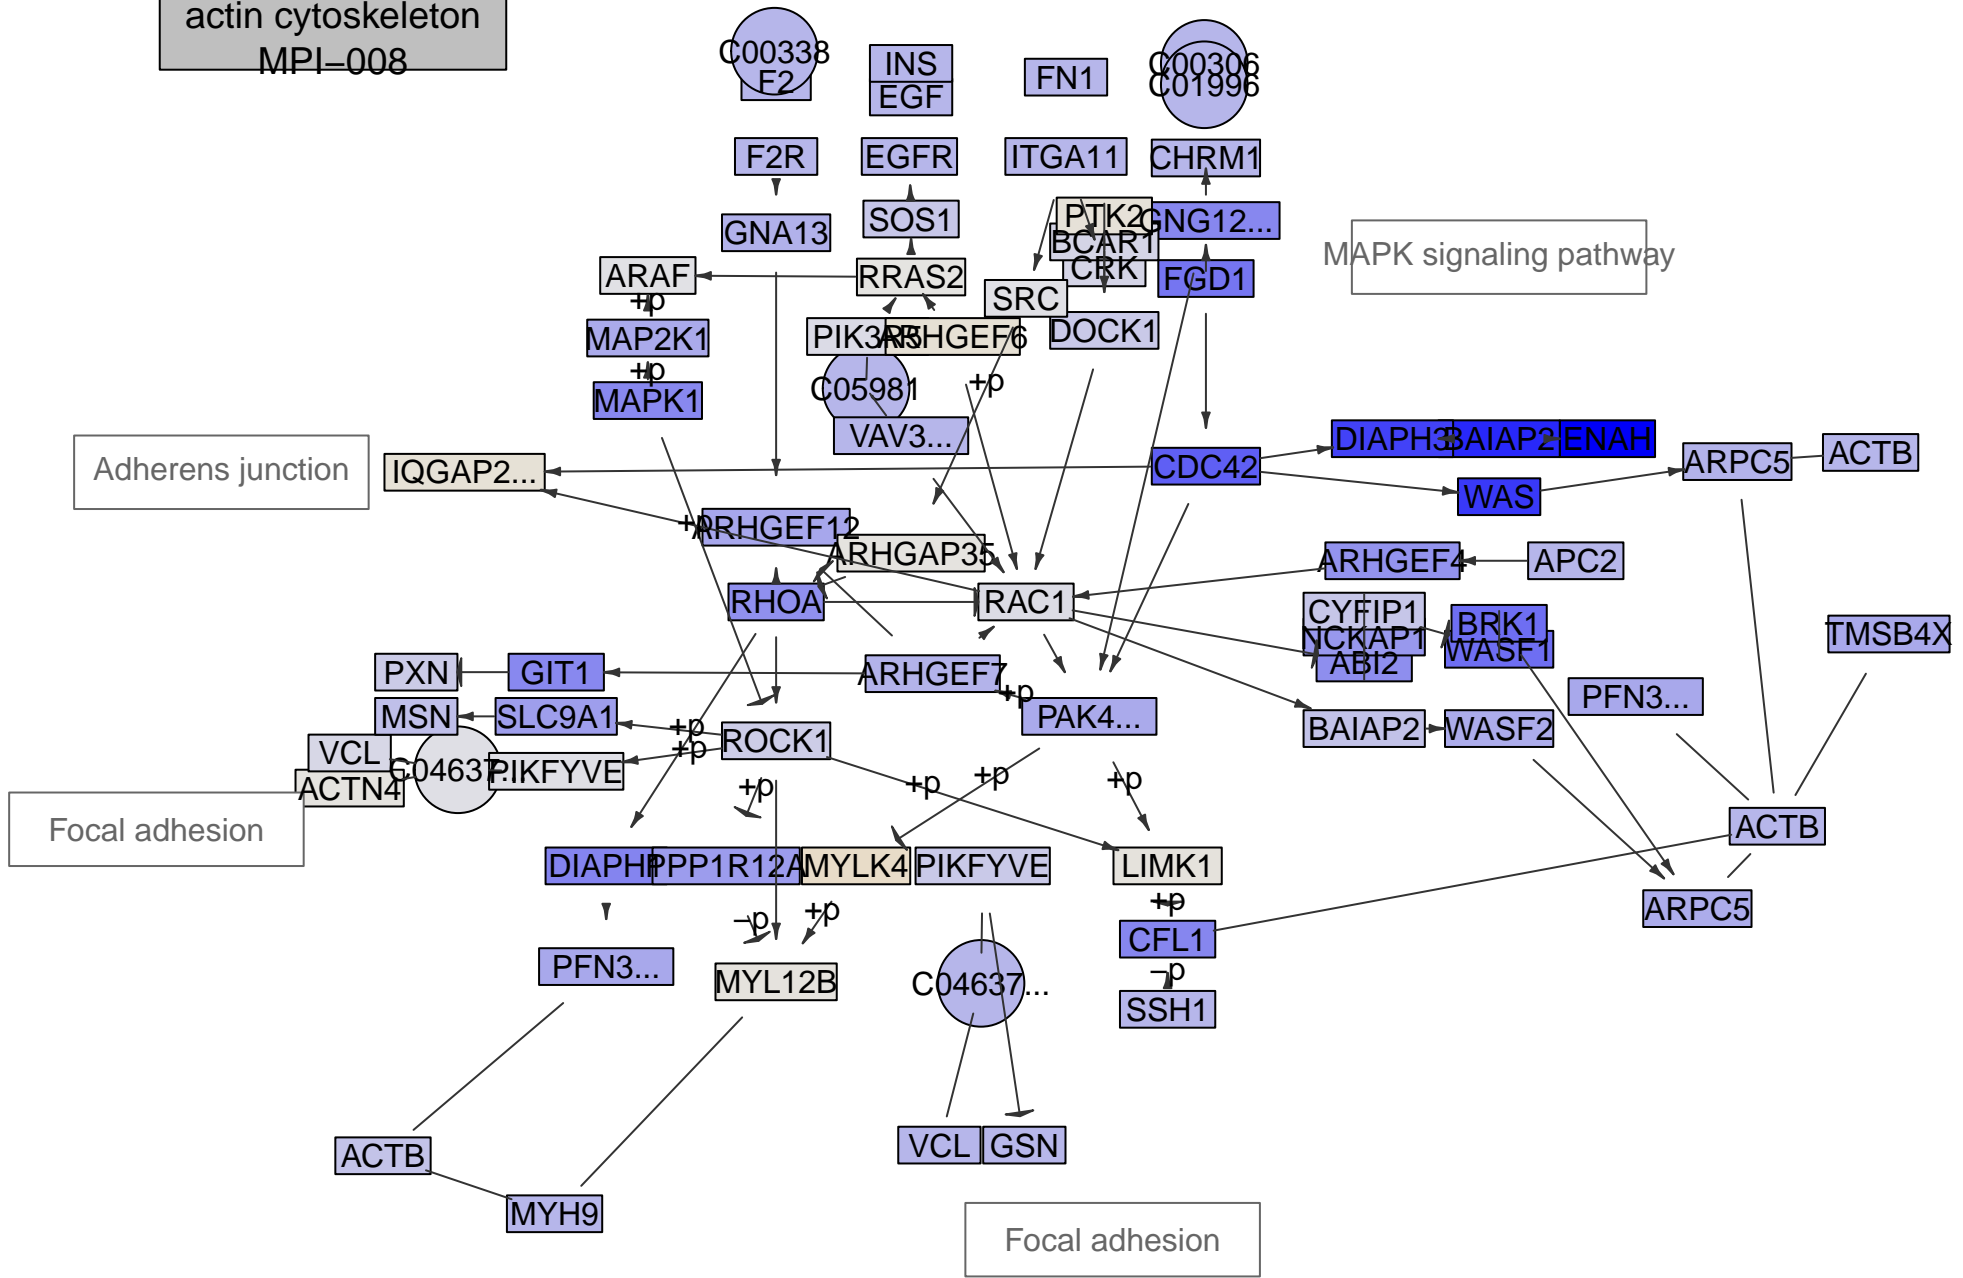 actin cytoskeleton
MPI−008
C00338
F2
INS
EGF
FN1
C00306
C01996
F2R
EGFR
ITGA11
CHRM1
GNA13
SOS1
PTK2
GNG12...
BCAR1
CRK
MAPK signaling pathway
ARAF
RRAS2
SRC
FGD1
+p
MAP2K1
PIK3R5
ARHGEF6
DOCK1
+p
MAPK1
C05981
+p
VAV3...
DIAPH3
BAIAP2
ENAH
ACTB
Adherens junction
IQGAP2...
CDC42
ARPC5
WAS
+p
ARHGEF12
ARHGAP35
ARHGEF4
APC2
RHOA
RAC1
CYFIP1
NCKAP1
ABI2
BRK1
WASF1
TMSB4X
PXN
GIT1
ARHGEF7
+p
PFN3...
MSN
SLC9A1
+p
PAK4...
ROCK1
BAIAP2
WASF2
VCL
+p
C04637...
PIKFYVE
ACTN4
+p
+p
+p
+p
Focal adhesion
ACTB
DIAPH
PPP1R12A
MYLK4
PIKFYVE
LIMK1
+p
ARPC5
−p
+p
CFL1
PFN3...
MYL12B
−p
C04637...
SSH1
VCL
GSN
ACTB
MYH9
Focal adhesion